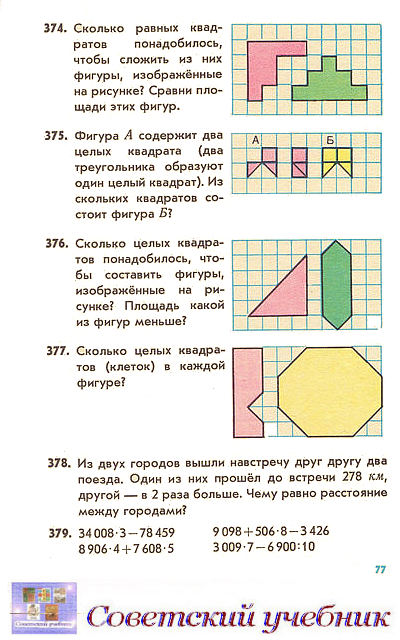 374. Сколько равных квад-
ратов понадобилось,
чтобы сложить из них
фигуры, изображённые
на рисунке? Сравни пло-
щади этих фигур.
375. Фигура А содержит два
целых квадрата (два
треугольника образуют
один целый квадрат). Из
скольких квадратов со-
стоит фигура Б?
А Б
376. Сколько целых квадра-
тов понадобилось, что-
бы составить фигуры,
изображённые на ри-
сунке? Площадь какой
из фигур меньше?
377. Сколько целых квадра-
тов (клеток) в каждой
фигуре?
378. Из двух городов вышли навстречу друг другу два
поезда. Один из них прошёл до встречи 278 км,
другой — в 2 раза больше. Чему равно расстояние
между городами?
379. 34 008·3−78 459 9 098+506·8−3 426
8 906·4+7 608·5 3 009·7−6 900:10
77
Советский учебник